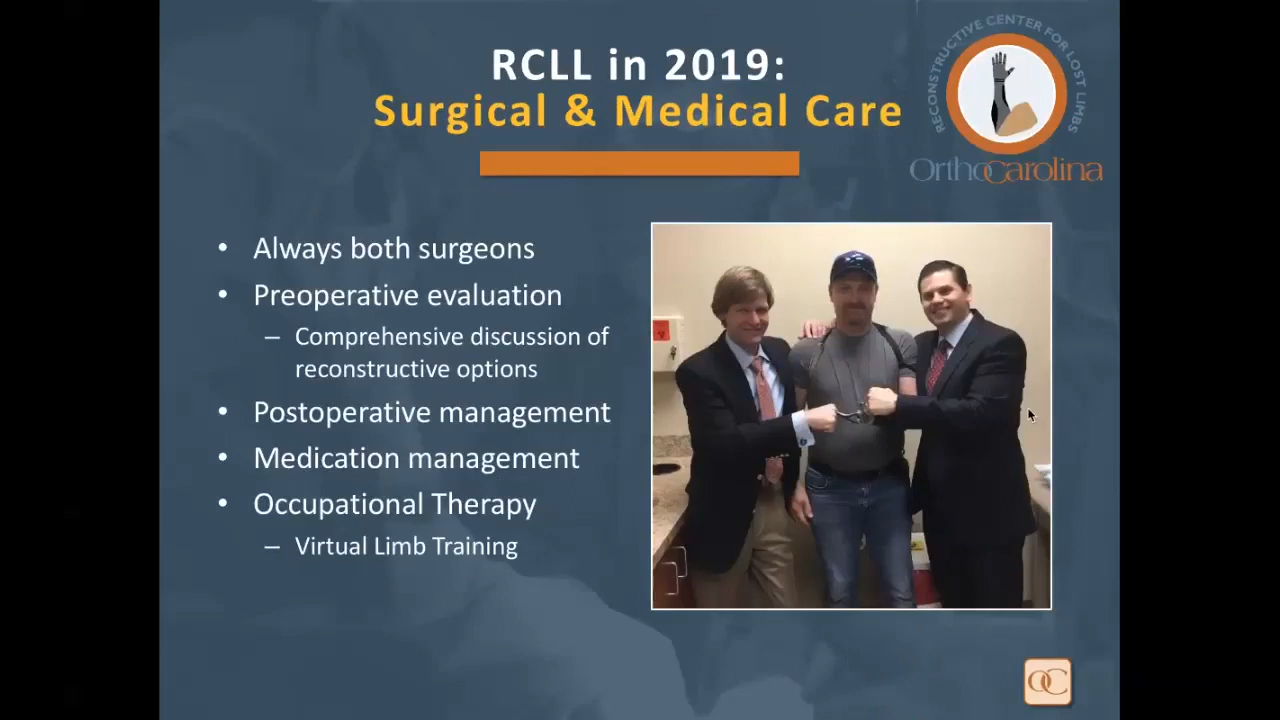 RCLL in 2019:
Surgical & Medical Care
RECONSTRUCTIVE CENTER FOR LOST LIMBS
OrthoCarolina
• Always both surgeons
• Preoperative evaluation
– Comprehensive discussion of
reconstructive options
• Postoperative management
• Medication management
• Occupational Therapy
– Virtual Limb Training
OC